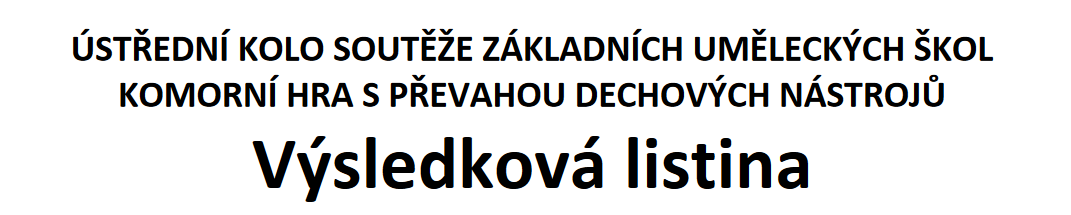 ÚSTŘEDNÍ KOLO SOUTĚŽE ZÁKLADNÍCH UMĚLECKÝCH ŠKOL
KOMORNÍ HRA S PŘEVAHOU DECHOVÝCH NÁSTROJŮ
Výsledková listina